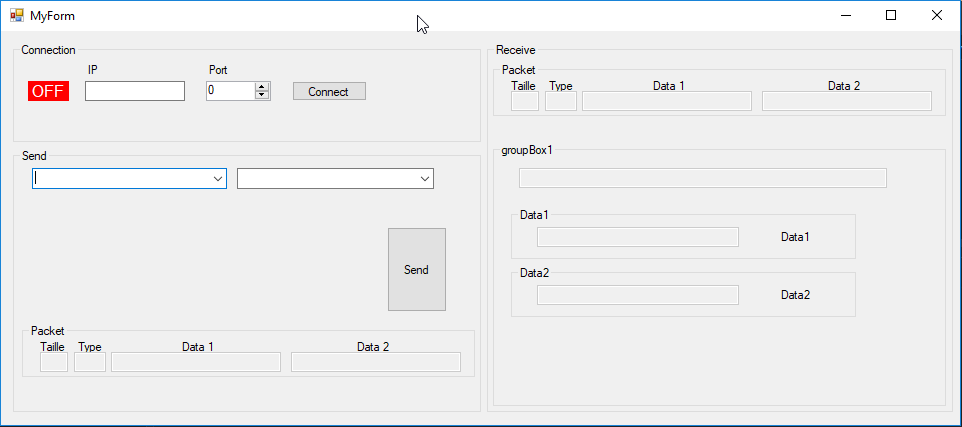 MyForm
Connection
IP
Port
OFF
0
Connect
Send
Send
Packet
Taille
Type
Data 1
Data 2
Receive
Packet
Taille
Type
Data 1
Data 2
groupBox1
Data1
Data1
Data2
Data2